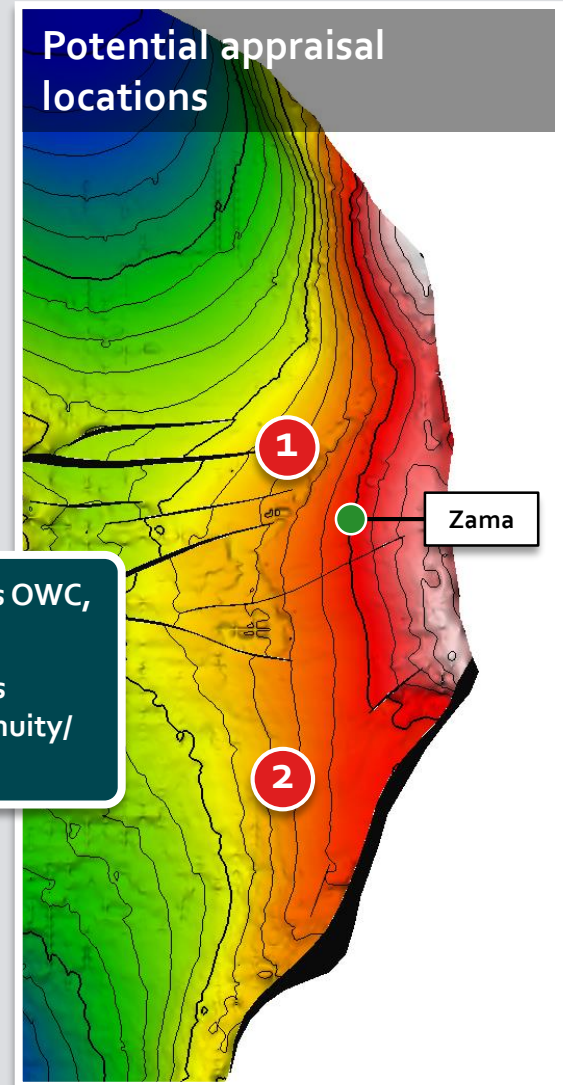 Potential appraisal
locations
1
Zama
s OWC,
s
nuity/
2